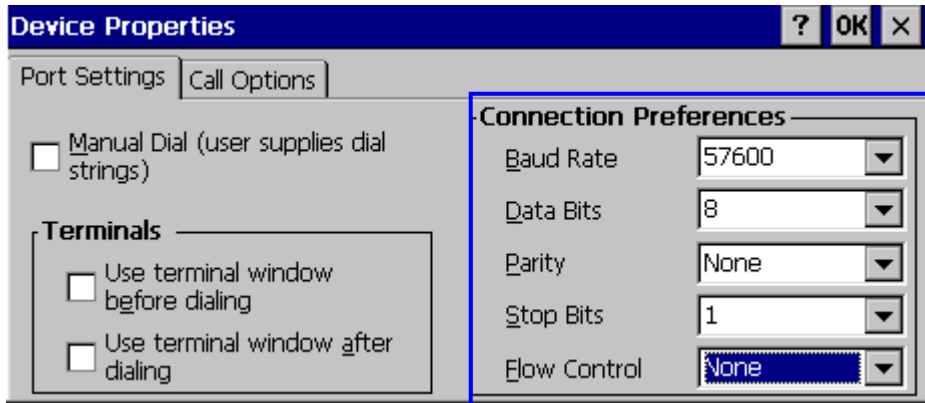 Device Properties ? OK ×
Port Settings Call Options
Manual Dial (user supplies dial
strings)
Terminals
Use terminal window
before dialing
Use terminal window after
dialing
Connection Preferences
Baud Rate 57600
Data Bits 8
Parity None
Stop Bits 1
Flow Control None